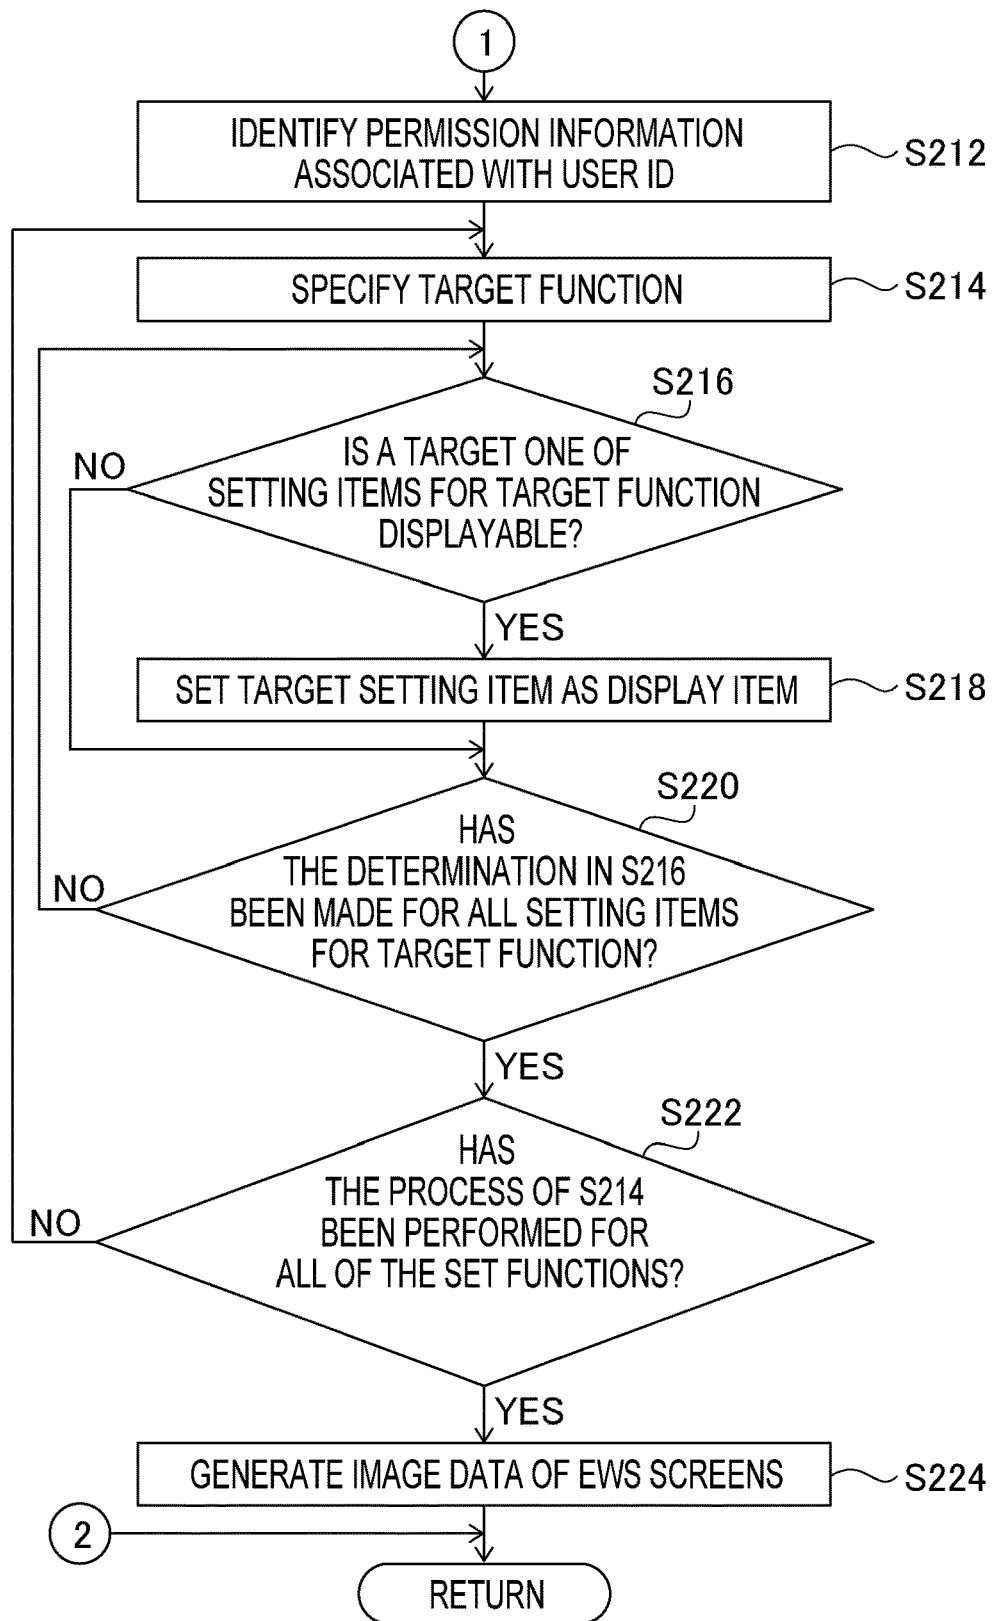 1
IDENTIFY PERMISSION INFORMATION
ASSOCIATED WITH USER ID
S212
SPECIFY TARGET FUNCTION
S214
S216
IS A TARGET ONE OF
SETTING ITEMS FOR TARGET FUNCTION
DISPLAYABLE?
NO
YES
SET TARGET SETTING ITEM AS DISPLAY ITEM
S218
S220
HAS
THE DETERMINATION IN S216
BEEN MADE FOR ALL SETTING ITEMS
FOR TARGET FUNCTION?
NO
YES
S222
HAS
THE PROCESS OF S214
BEEN PERFORMED FOR
ALL OF THE SET FUNCTIONS?
NO
YES
GENERATE IMAGE DATA OF EWS SCREENS
S224
2
RETURN